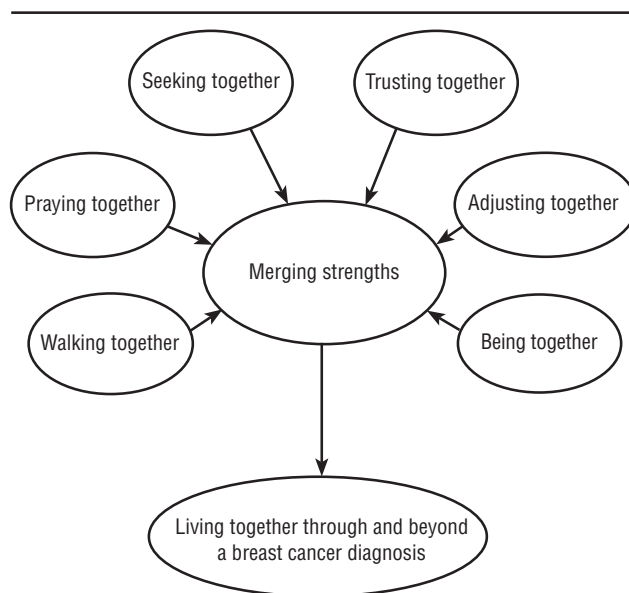 Seeking together
Trusting together
Praying together
Adjusting together
Merging strengths
Walking together
Being together
Living together through and beyond
a breast cancer diagnosis